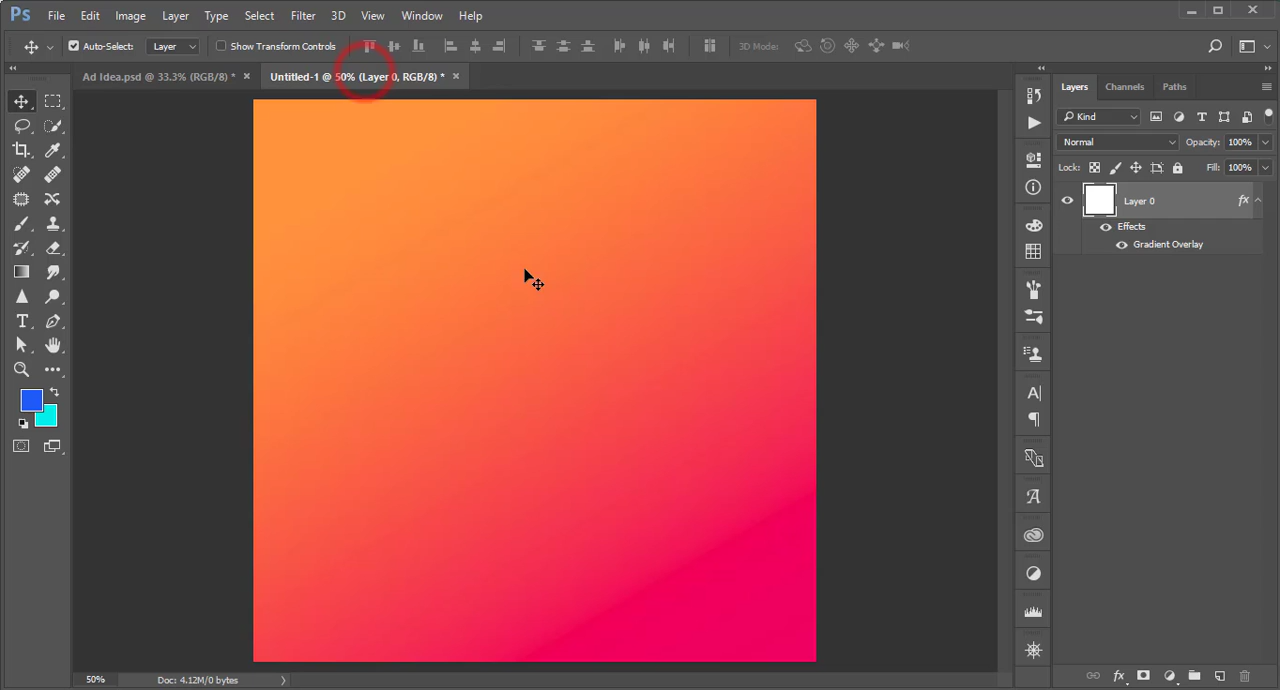 Ps File Edit Image Layer Type Select Filter 3D View Window Help
Auto-Select: Layer Show Transform Controls 3D Mode:
Ad Idea.psd @ 33.3% (RGB/8) * × Untitled-1 @ 50% (Layer 0, RGB/8) * ×
Layers Channels Paths
Kind
Normal Opacity: 100%
Lock: Fill: 100%
Layer 0 fx
Effects
Gradient Overlay
50% Doc: 4.12M/0 bytes
fx